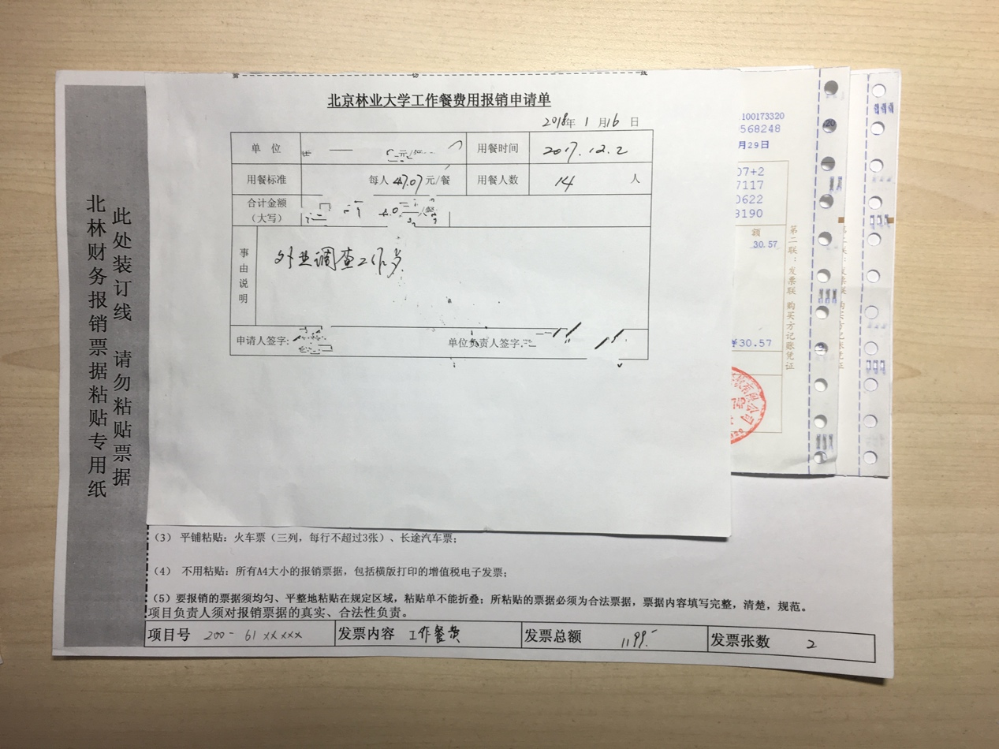 北京林业大学工作餐费用报销申请单
2018年 1 月16 日
单 位
用餐时间 2017.12.2
用餐标准 每人 47.07 元/餐 用餐人数 14 人
合计金额
(大写)
事由说明
外业调查工作餐
申请人签字:
单位负责人签字:
此处装订线 请勿粘贴票据
北林财务报销票据粘贴专用纸
100173320
568248
月29日
07+2
7117
0622
3190
额
30.57
¥30.57
第二联:发票联 购买方记账凭证
(3) 平铺粘贴:火车票(三列,每行不超过3张)、长途汽车票;
(4) 不用粘贴:所有A4大小的报销票据,包括横版打印的增值税电子发票;
(5)要报销的票据须均匀、平整地粘贴在规定区域,粘贴单不能折叠;所粘贴的票据必须为合法票据,票据内容填写完整,清楚,规范。
项目负责人须对报销票据的真实、合法性负责。
项目号 200- 61 xxxxx 发票内容 工作餐费 发票总额 1199.- 发票张数 2